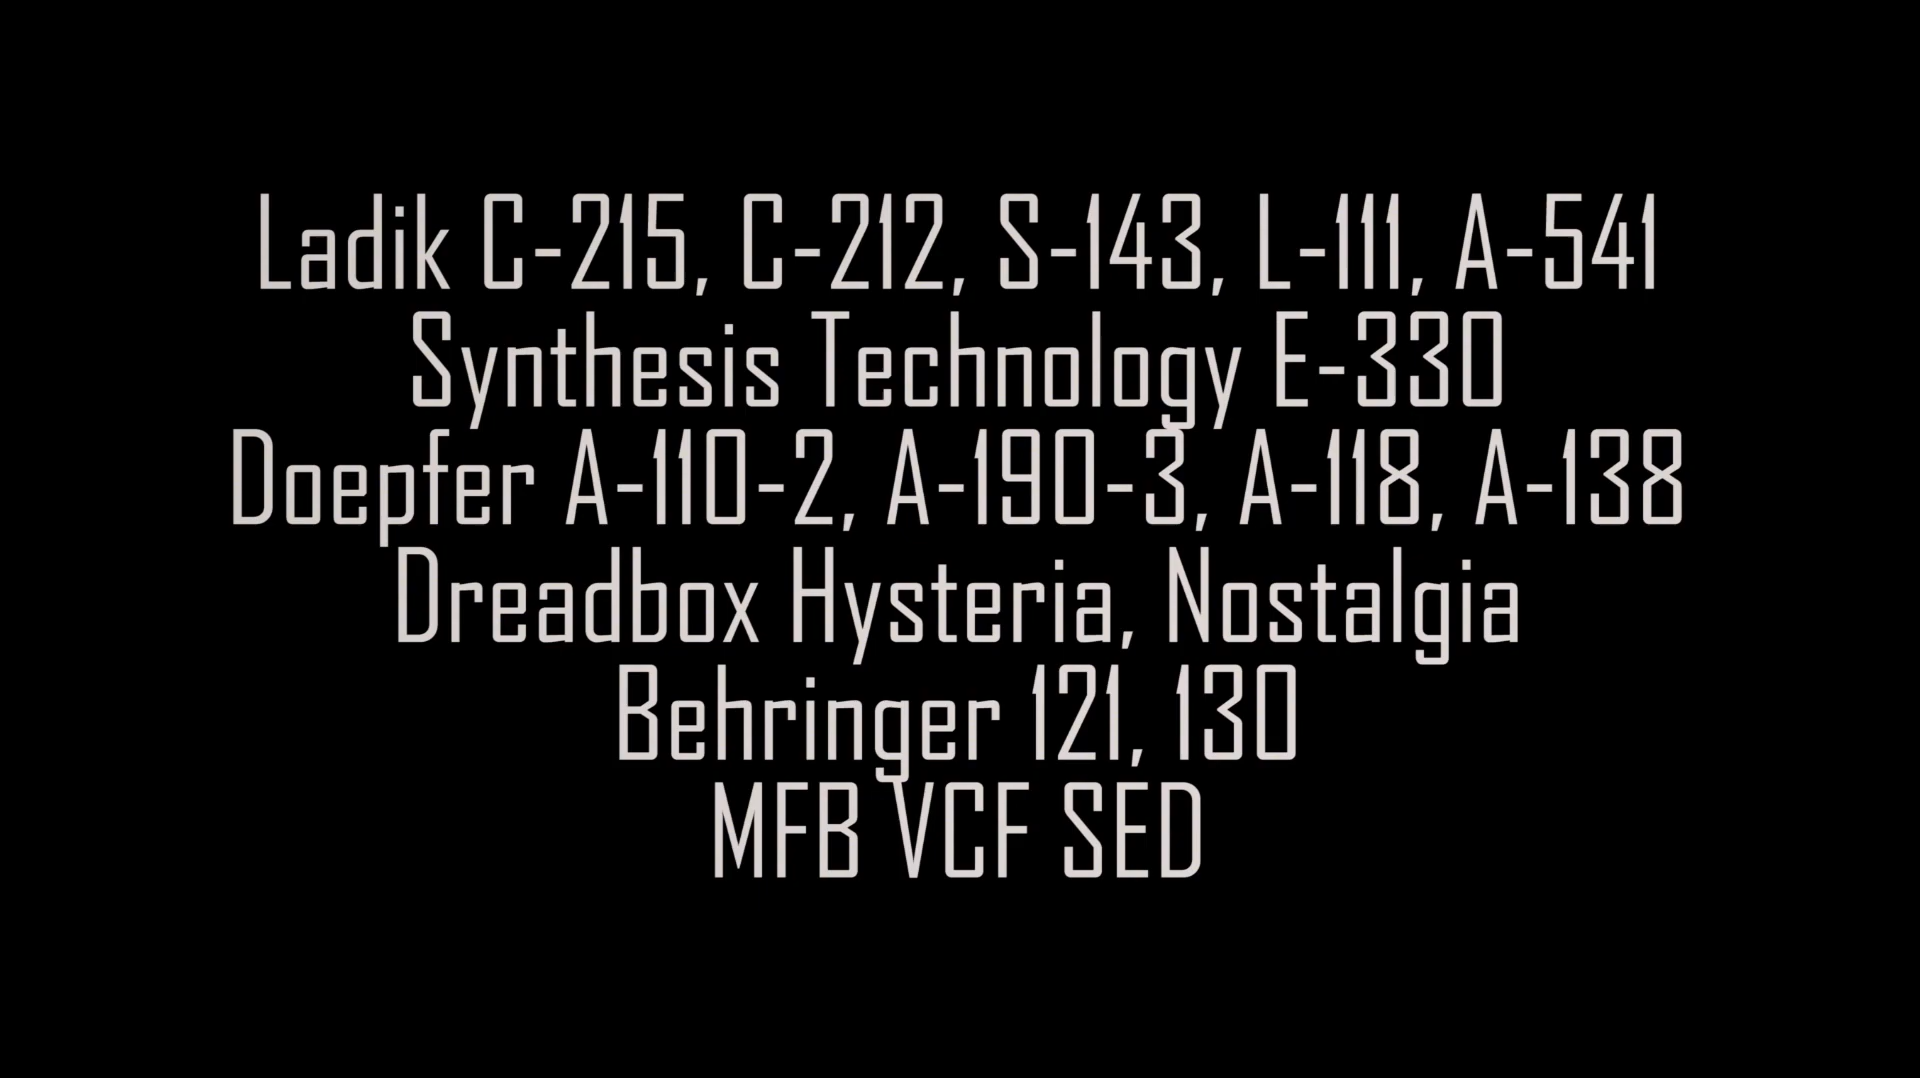 Ladik C-215, C-212, S-143, L-111, A-541
Synthesis Technology E-330
Doepfer A-110-2, A-190-3, A-118, A-138
Dreadbox Hysteria, Nostalgia
Behringer 121, 130
MFB VCF SED